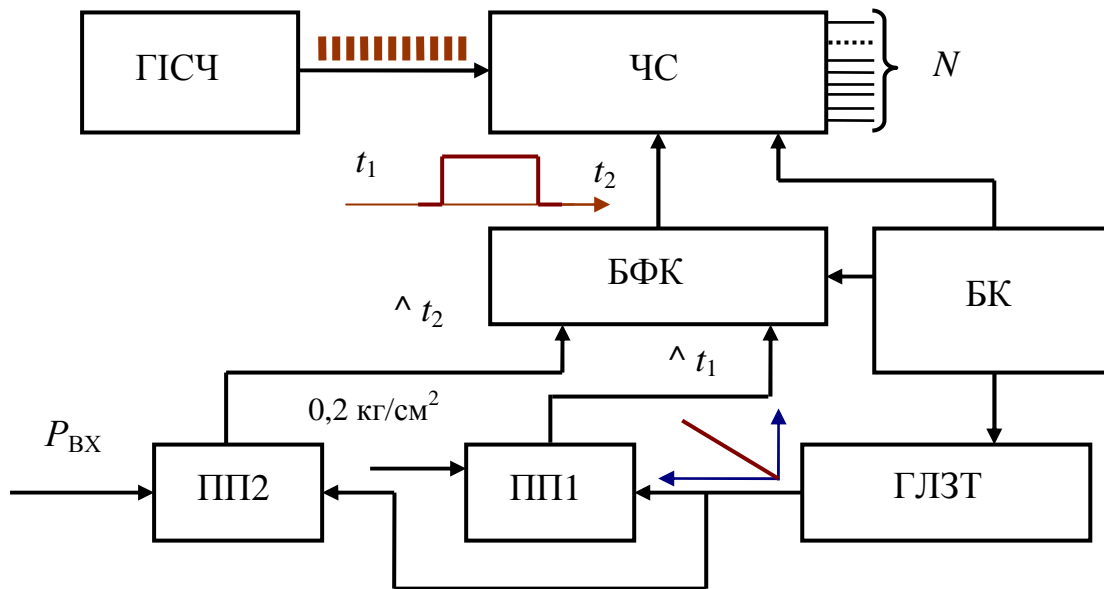 ГІСЧ
ЧС
N
t₁
t₂
БФК
БК
^ t₂
^ t₁
0,2 кг/см²
Pвх
ПП2
ПП1
ГЛЗТ